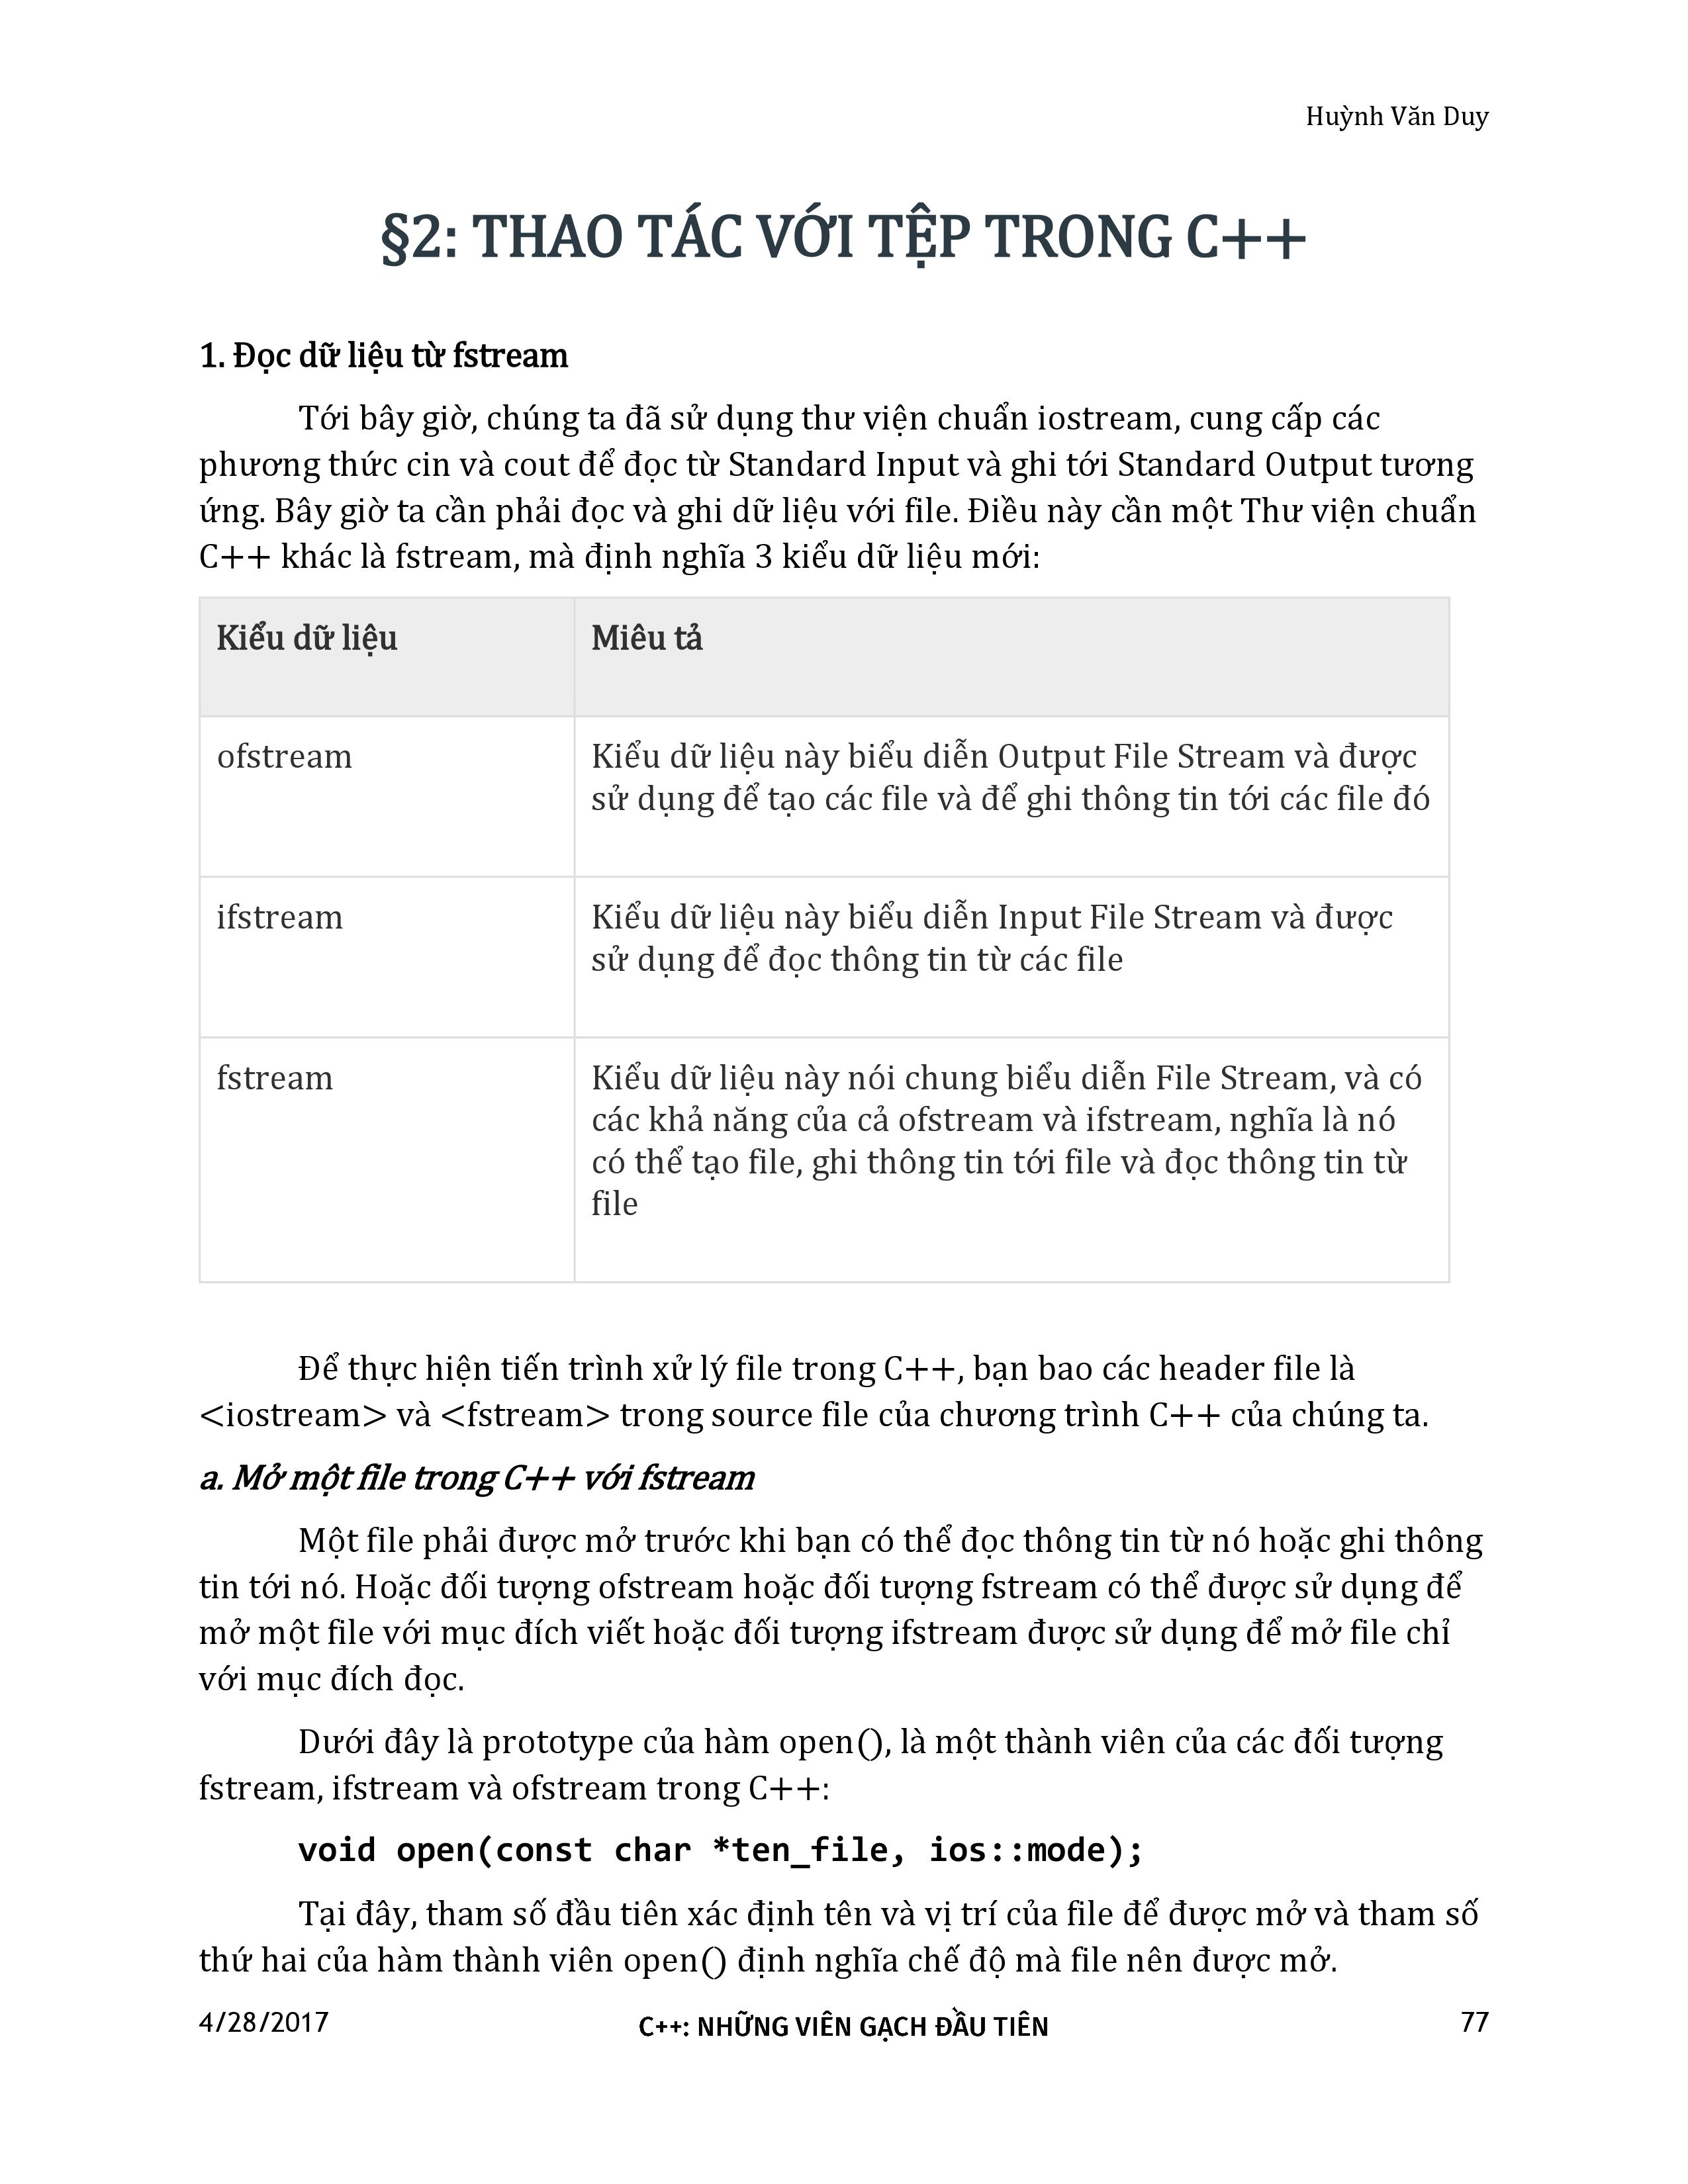 Huỳnh Văn Duy
§2: THAO TÁC VỚI TỆP TRONG C++
1. Đọc dữ liệu từ fstream
Tới bây giờ, chúng ta đã sử dụng thư viện chuẩn iostream, cung cấp các
phương thức cin và cout để đọc từ Standard Input và ghi tới Standard Output tương
ứng. Bây giờ ta cần phải đọc và ghi dữ liệu với file. Điều này cần một Thư viện chuẩn
C++ khác là fstream, mà định nghĩa 3 kiểu dữ liệu mới:
Kiểu dữ liệu
Miêu tả
ofstream
Kiểu dữ liệu này biểu diễn Output File Stream và được
sử dụng để tạo các file và để ghi thông tin tới các file đó
ifstream
Kiểu dữ liệu này biểu diễn Input File Stream và được
sử dụng để đọc thông tin từ các file
fstream
Kiểu dữ liệu này nói chung biểu diễn File Stream, và có
các khả năng của cả ofstream và ifstream, nghĩa là nó
có thể tạo file, ghi thông tin tới file và đọc thông tin từ
file
Để thực hiện tiến trình xử lý file trong C++, bạn bao các header file là
<iostream> và <fstream> trong source file của chương trình C++ của chúng ta.
a. Mở một file trong C++ với fstream
Một file phải được mở trước khi bạn có thể đọc thông tin từ nó hoặc ghi thông
tin tới nó. Hoặc đối tượng ofstream hoặc đối tượng fstream có thể được sử dụng để
mở một file với mục đích viết hoặc đối tượng ifstream được sử dụng để mở file chỉ
với mục đích đọc.
Dưới đây là prototype của hàm open(), là một thành viên của các đối tượng
fstream, ifstream và ofstream trong C++:
void open(const char *ten_file, ios::mode);
Tại đây, tham số đầu tiên xác định tên và vị trí của file để được mở và tham số
thứ hai của hàm thành viên open() định nghĩa chế độ mà file nên được mở.
4/28/2017
C++: NHỮNG VIÊN GẠCH ĐẦU TIÊN
77